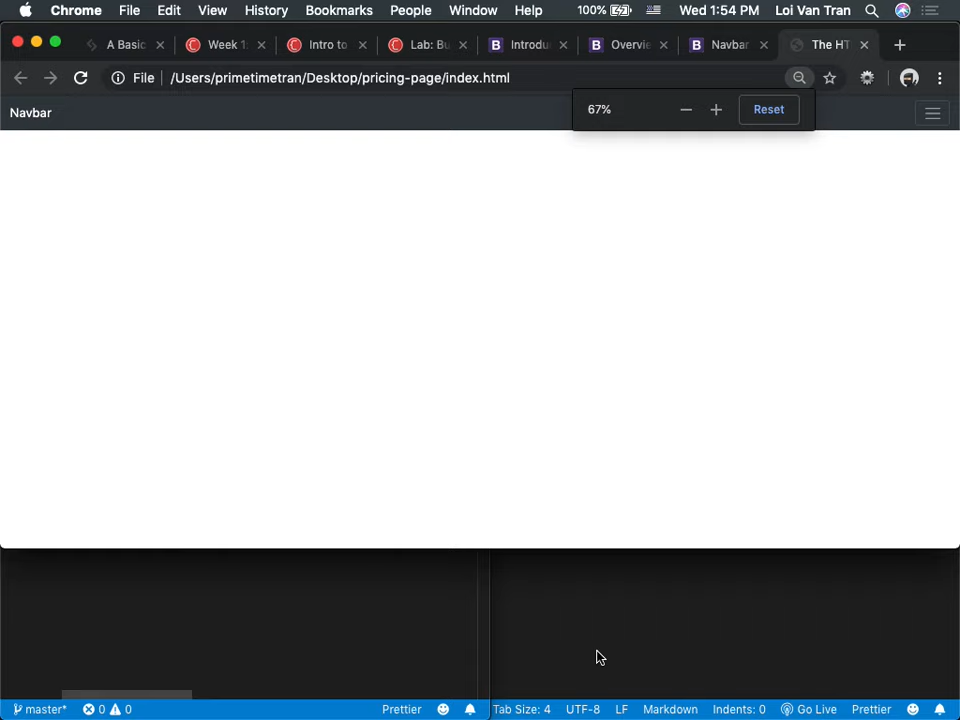 Chrome File Edit View History Bookmarks People Window Help 100% Wed 1:54 PM Loi Van Tran
A Basic Week 1: Intro to Lab: Bu Introdu Overvie Navbar The HT
File /Users/primetimetran/Desktop/pricing-page/index.html
Navbar
67% Reset
master* 0 0 Prettier Tab Size: 4 UTF-8 LF Markdown Indents: 0 Go Live Prettier